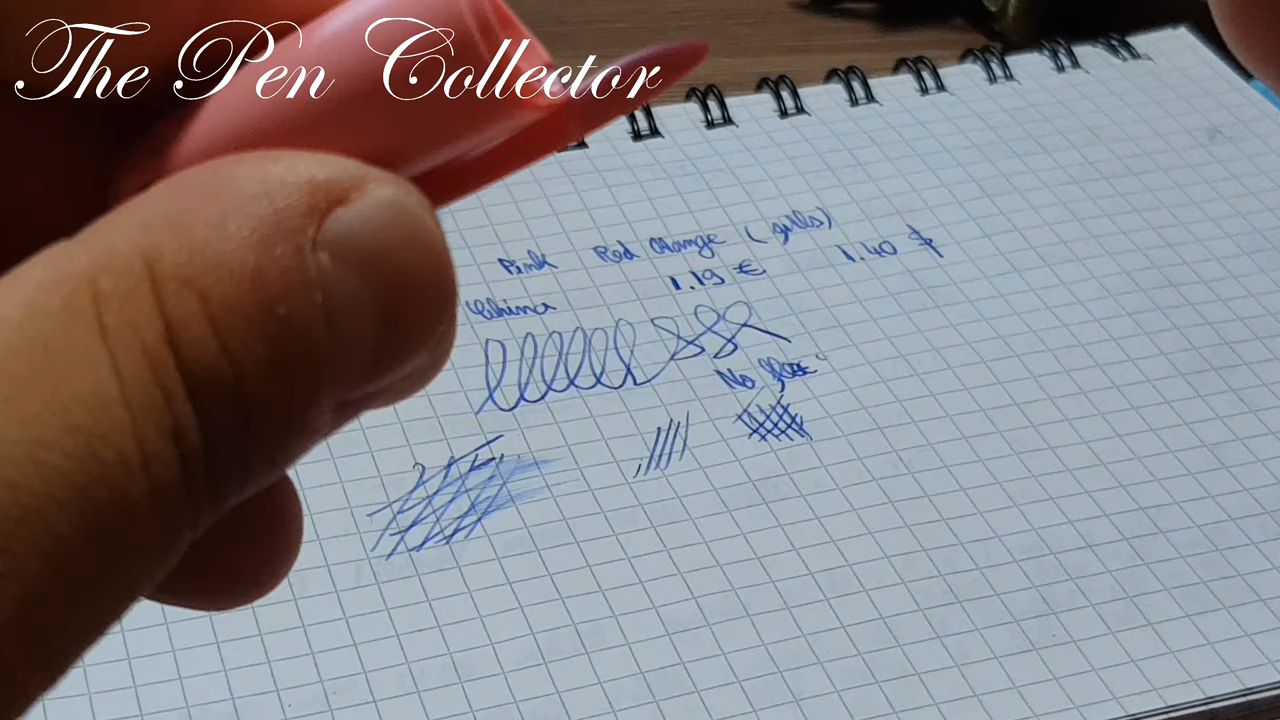 The Pen Collector
Pink Red Orange (girls)
1.19 € 1.40 $
China
No